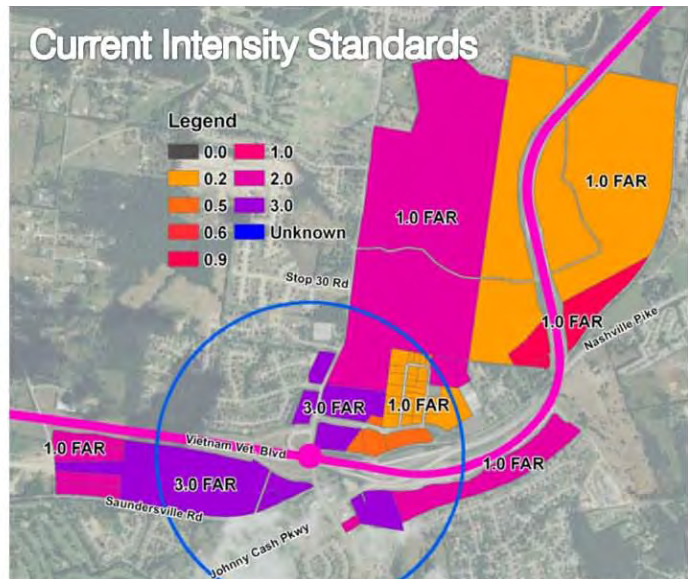 Current Intensity Standards
Legend
0.0 1.0
0.2 2.0
0.5 3.0
0.6 Unknown
0.9
1.0 FAR
1.0 FAR
Stop 30 Rd
1.0 FAR
Nashville Pike
3.0 FAR
1.0 FAR
1.0 FAR
Vietnam Vet. Blvd
1.0 FAR
3.0 FAR
Saundersville Rd
Johnny Cash Pkwy